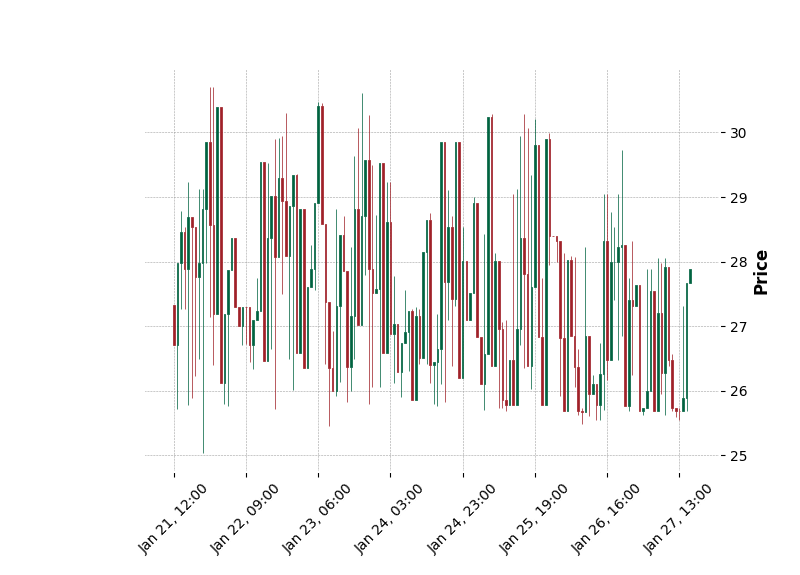 30
29
28
27
26
25
Price
Jan 21, 12:00
Jan 22, 09:00
Jan 23, 06:00
Jan 24, 03:00
Jan 24, 23:00
Jan 25, 19:00
Jan 26, 16:00
Jan 27, 13:00